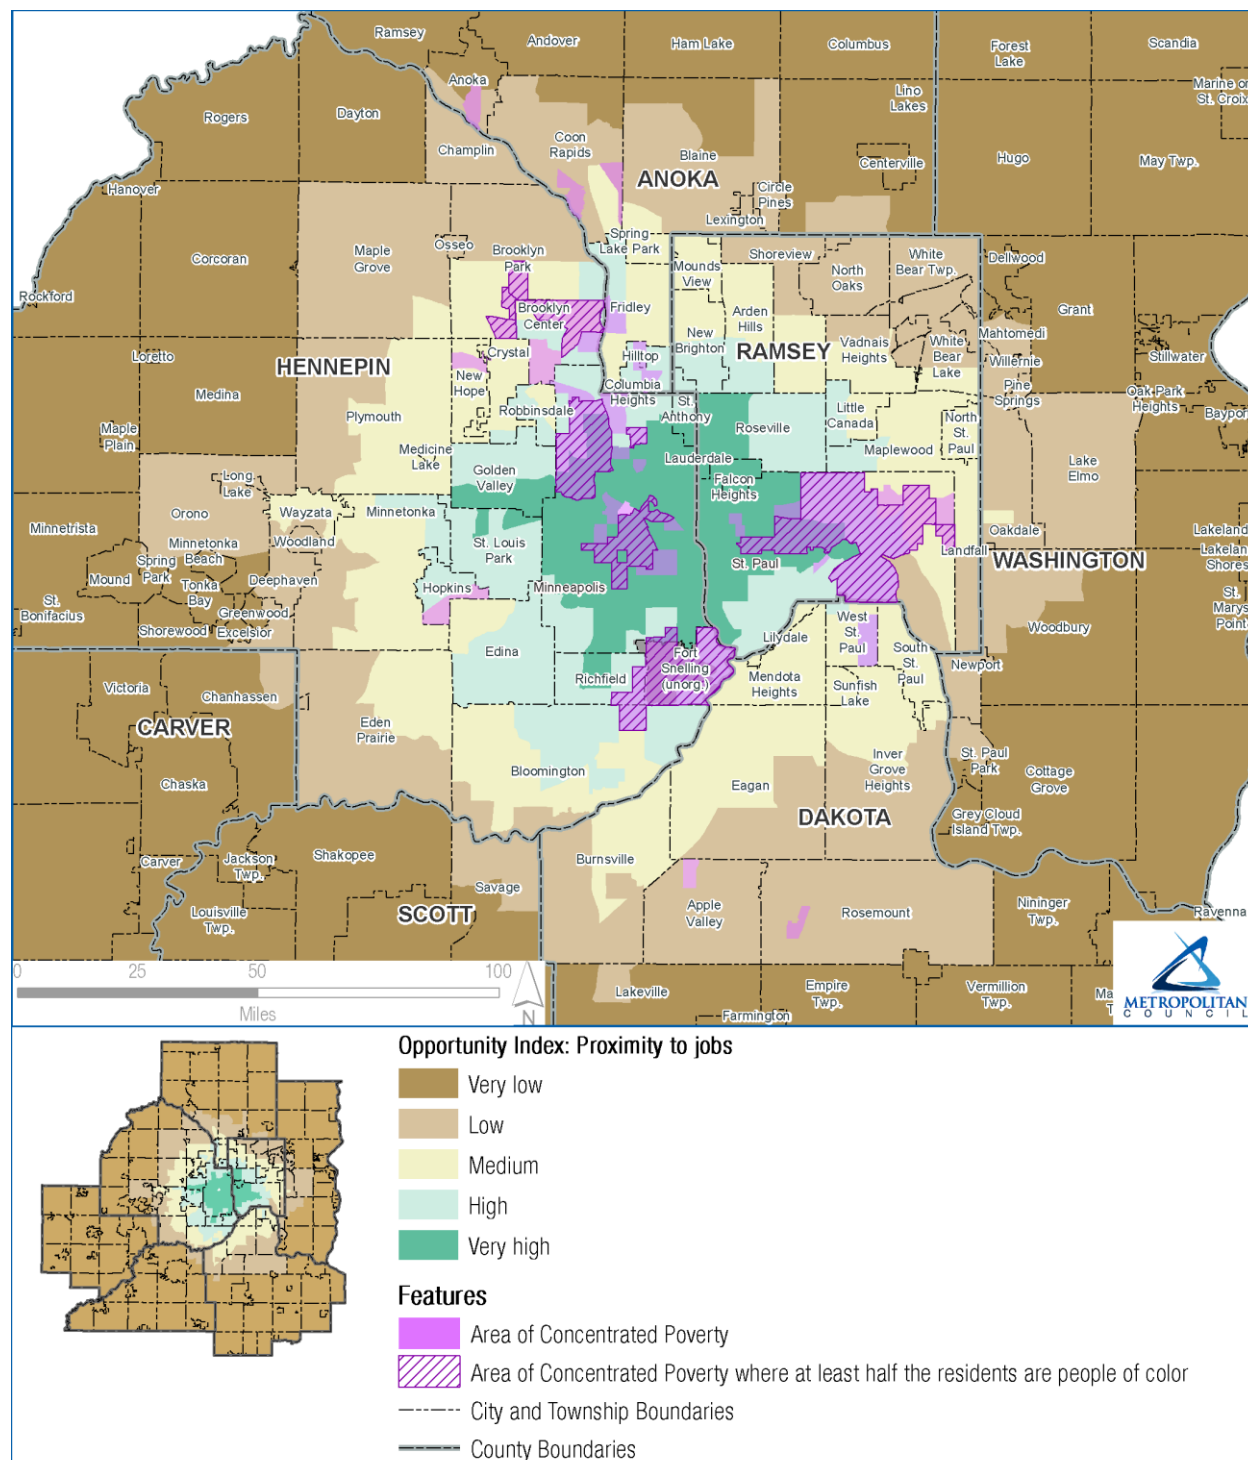 Ramsey
Andover
Ham Lake
Columbus
Forest
Lake
Scandia
Anoka
Lino
Lakes
Marine on
St. Croix
Rogers
Dayton
Champlin
Coon
Rapids
Blaine
Centerville
Hugo
May Twp.
ANOKA
Hanover
Circle
Pines
Lexington
Corcoran
Maple
Grove
Osseo
Brooklyn
Park
Spring
Lake Park
Mounds
View
Shoreview
North
Oaks
White
Bear Twp.
Dellwood
Rockford
Brooklyn
Center
Fridley
Arden
Hills
Grant
New
Brighton
RAMSEY
Vadnais
Heights
White
Bear
Lake
Mahtomedi
Willernie
Stillwater
Loretto
HENNEPIN
Crystal
Hilltop
New
Hope
Columbia
Heights
Pine
Springs
Oak Park
Heights
Bayport
Medina
Plymouth
Robbinsdale
St.
Anthony
Roseville
Little
Canada
North
St.
Paul
Maple
Plain
Medicine
Lake
Lauderdale
Maplewood
Long
Lake
Golden
Valley
Falcon
Heights
Lake
Elmo
Minnetrista
Orono
Wayzata
Minnetonka
Oakdale
Lakeland
Minnetonka
Beach
Woodland
St. Louis
Park
Landfall
WASHINGTON
Lakeland
Shores
Mound
Spring
Park
Tonka
Bay
Deephaven
Hopkins
Minneapolis
St. Paul
St.
Bonifacius
Greenwood
Shorewood
Excelsior
St.
Marys
Point
Woodbury
Edina
Lilydale
West
St.
Paul
Fort
Snelling
(unorg.)
Richfield
Mendota
Heights
South
St.
Paul
Sunfish
Lake
Newport
Victoria
Chanhassen
CARVER
Eden
Prairie
Chaska
Bloomington
Eagan
Inver
Grove
Heights
St. Paul
Park
Cottage
Grove
DAKOTA
Grey Cloud
Island Twp.
Carver
Jackson
Twp.
Shakopee
Burnsville
Savage
Louisville
Twp.
SCOTT
Apple
Valley
Rosemount
Nininger
Twp.
Ravenna
Lakeville
Empire
Twp.
Vermillion
Twp.
Farmington
0
25
50
100
Miles
N
METROPOLITAN
COUNCIL
Opportunity Index: Proximity to jobs
Very low
Low
Medium
High
Very high
Features
Area of Concentrated Poverty
Area of Concentrated Poverty where at least half the residents are people of color
City and Township Boundaries
County Boundaries